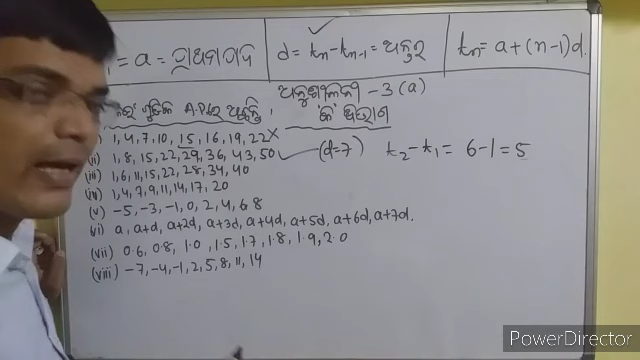 = a = ପ୍ରଥମ ପଦ
d = tn - tn-1 = ଅନ୍ତର
tn = a + (n-1)d.
ଅନୁଶୀଳନୀ - 3(a)
ଗୁଡ଼ିକ A.P.ରେ ଅଛନ୍ତି,
'କ' ବିଭାଗ
1, 4, 7, 10, 15, 16, 19, 22 ×
(ii) 1, 8, 15, 22, 29, 36, 43, 50 ✓ (d=7) t2 - t1 = 6-1 = 5
(iii) 1, 6, 11, 15, 22, 28, 34, 40
(iv) 1, 4, 7, 9, 11, 14, 17, 20
(v) -5, -3, -1, 0, 2, 4, 6, 8
(vi) a, a+d, a+2d, a+3d, a+4d, a+5d, a+6d, a+7d.
(vii) 0.6, 0.8, 1.0, 1.5, 1.7, 1.8, 1.9, 2.0
(viii) -7, -4, -1, 2, 5, 8, 11, 14
PowerDirector